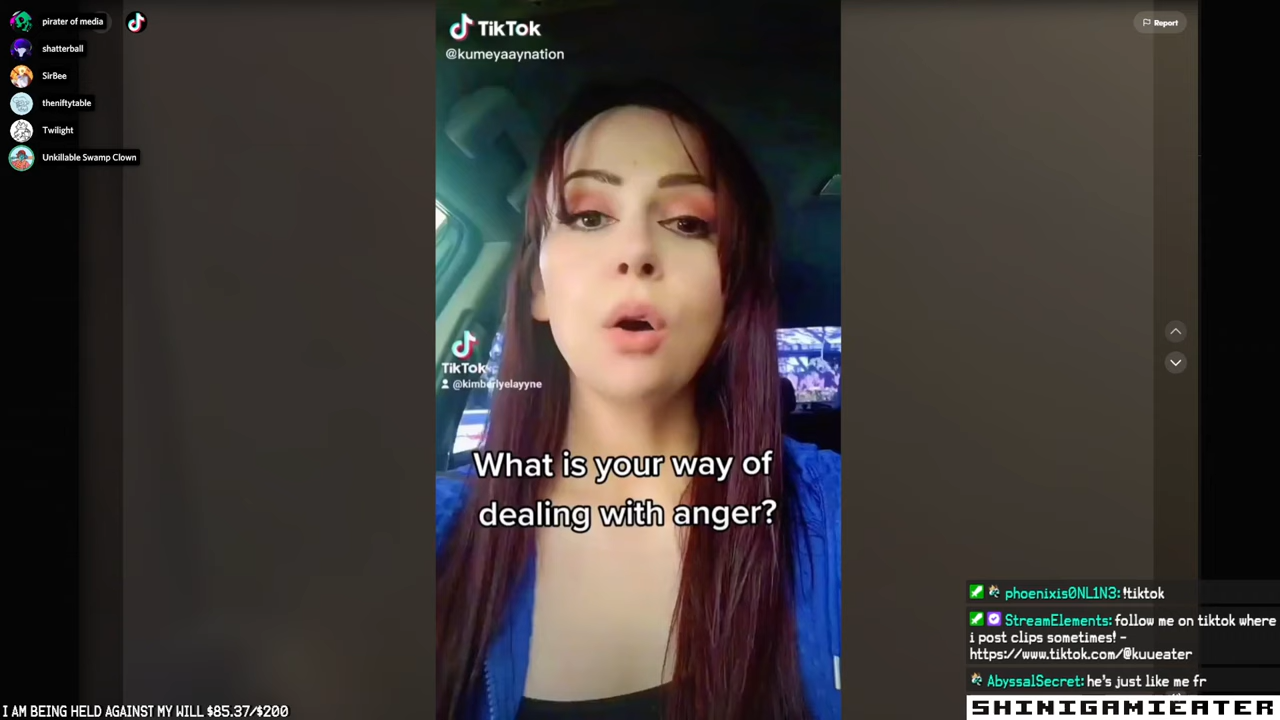 pirater of media
shatterball
SirBee
theniftytable
Twilight
Unkillable Swamp Clown
TikTok
@kumeyaaynation
Report
TikTok
@kimberlyelayyne
What is your way of
dealing with anger?
phoenixis0NL1N3: !tiktok
StreamElements: follow me on tiktok where
i post clips sometimes! -
https://www.tiktok.com/@kuueater
AbyssalSecret: he's just like me fr
I AM BEING HELD AGAINST MY WILL $85.37/$200
SHINIGAMIEATER